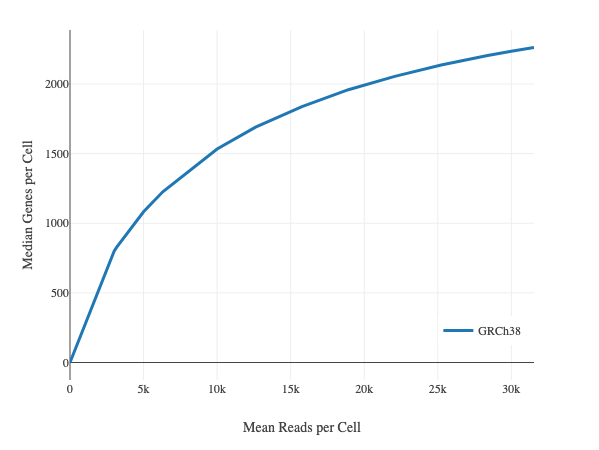 Median Genes per Cell
2000
1500
1000
500
0
0 5k 10k 15k 20k 25k 30k
GRCh38
Mean Reads per Cell